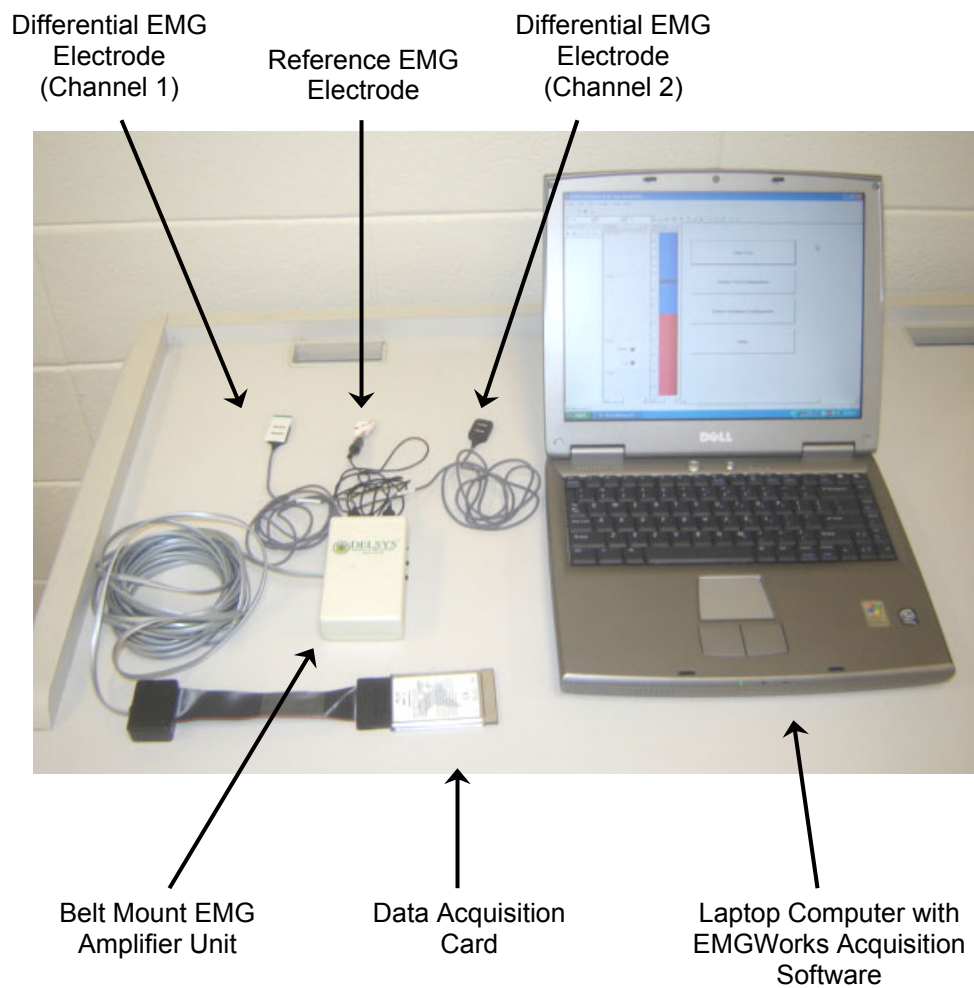 Differential EMG
Electrode
(Channel 1)
Reference EMG
Electrode
Differential EMG
Electrode
(Channel 2)
DELL
DELSYS
Belt Mount EMG
Amplifier Unit
Data Acquisition
Card
Laptop Computer with
EMGWorks Acquisition
Software